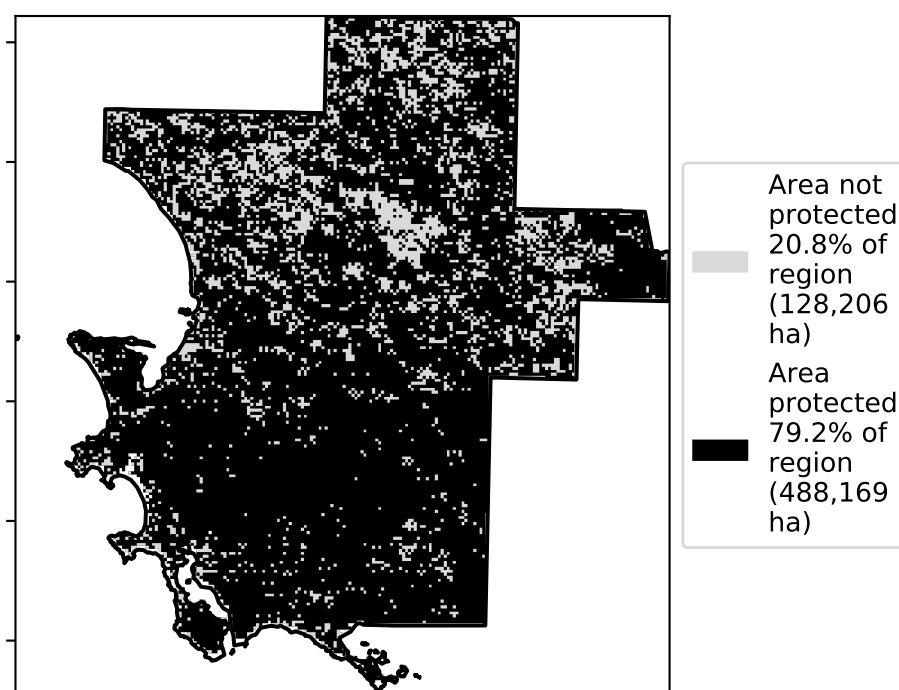 Area not
protected
20.8% of
region
(128,206
ha)
Area
protected
79.2% of
region
(488,169
ha)